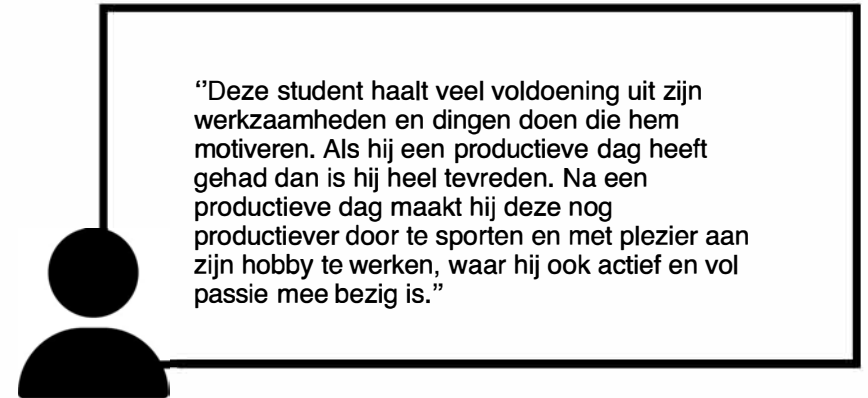 ‘’Deze student haalt veel voldoening uit zijn
werkzaamheden en dingen doen die hem
motiveren. Als hij een productieve dag heeft
gehad dan is hij heel tevreden. Na een
productieve dag maakt hij deze nog
productiever door te sporten en met plezier aan
zijn hobby te werken, waar hij ook actief en vol
passie mee bezig is.’’